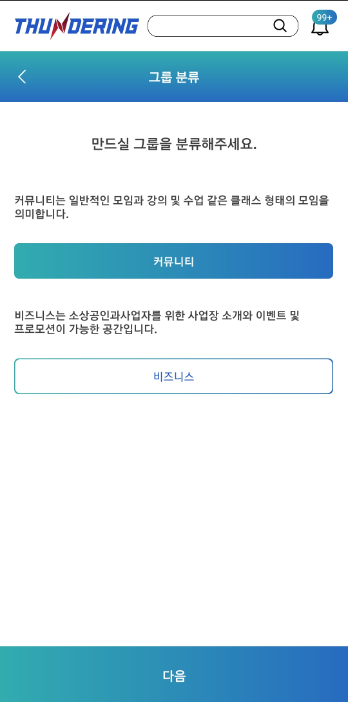 THUNDERING
99+
그룹 분류
만드실 그룹을 분류해주세요.
커뮤니티는 일반적인 모임과 강의 및 수업 같은 클래스 형태의 모임을
의미합니다.
커뮤니티
비즈니스는 소상공인과사업자를 위한 사업장 소개와 이벤트 및
프로모션이 가능한 공간입니다.
비즈니스
다음